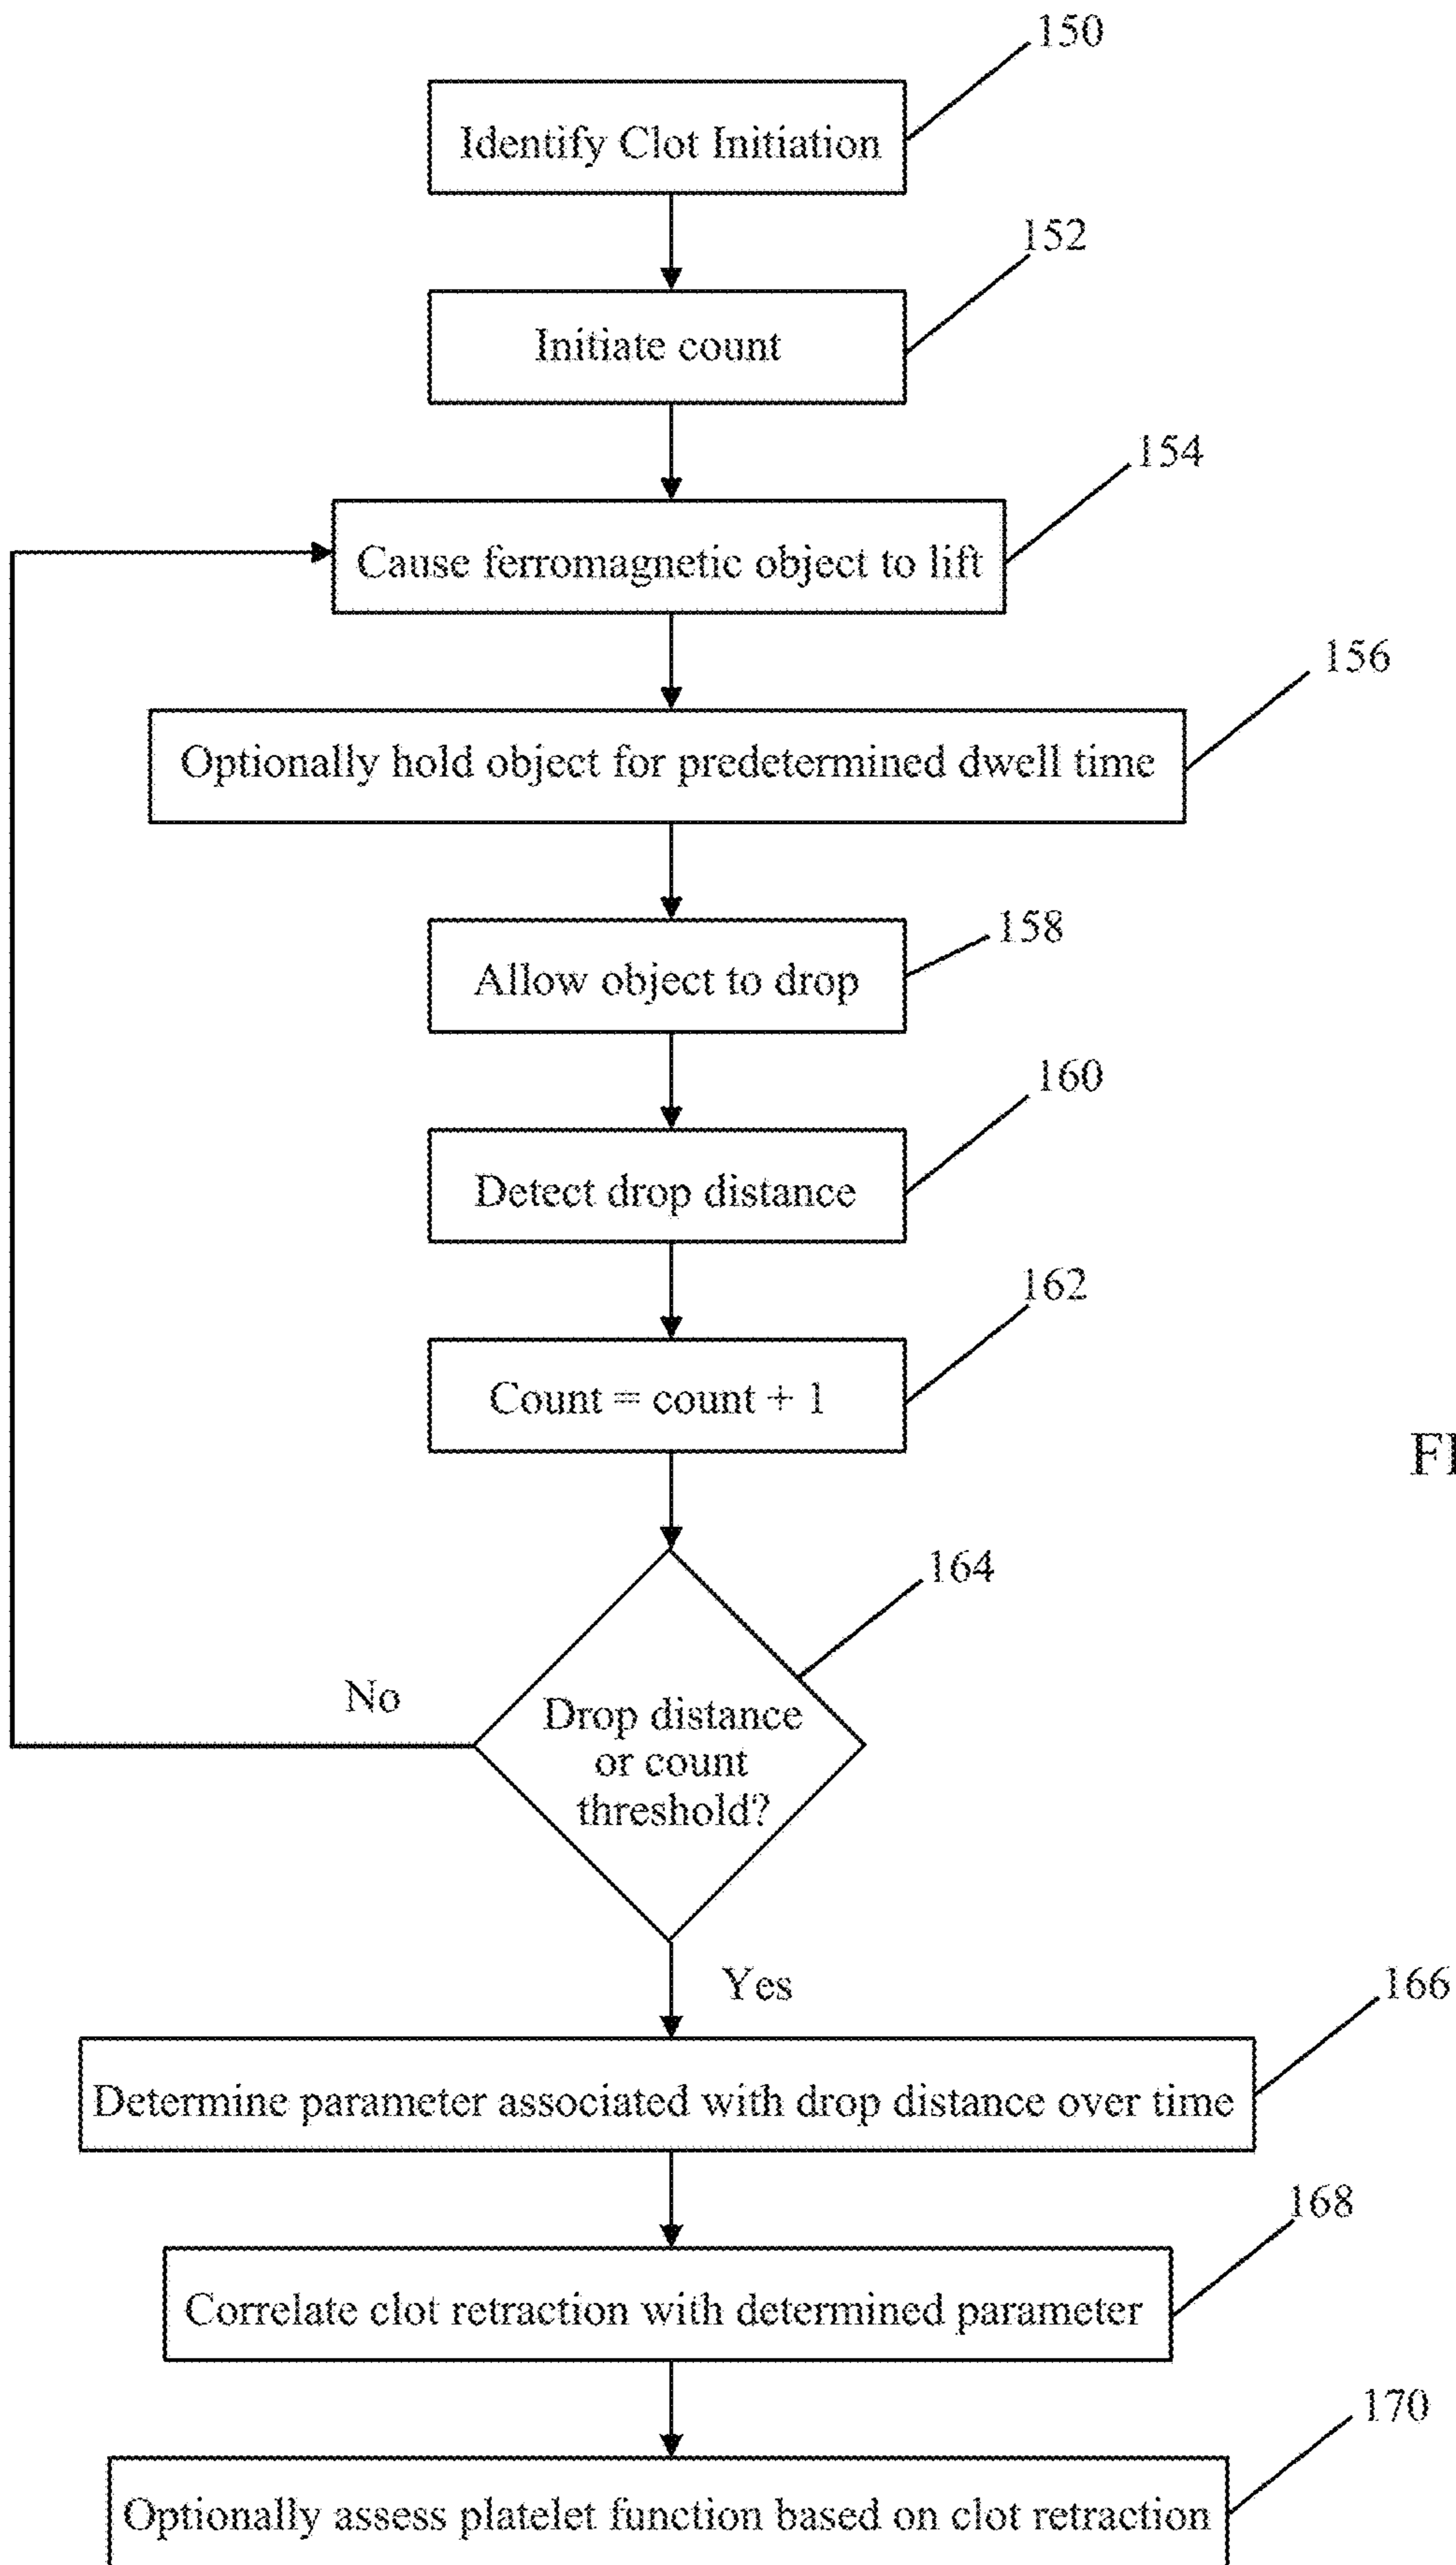 150
Identify Clot Initiation
152
Initiate count
154
Cause ferromagnetic object to lift
156
Optionally hold object for predetermined dwell time
158
Allow object to drop
160
Detect drop distance
162
Count = count + 1
164
No
Drop distance
or count
threshold?
Yes
166
Determine parameter associated with drop distance over time
168
Correlate clot retraction with determined parameter
170
Optionally assess platelet function based on clot retraction